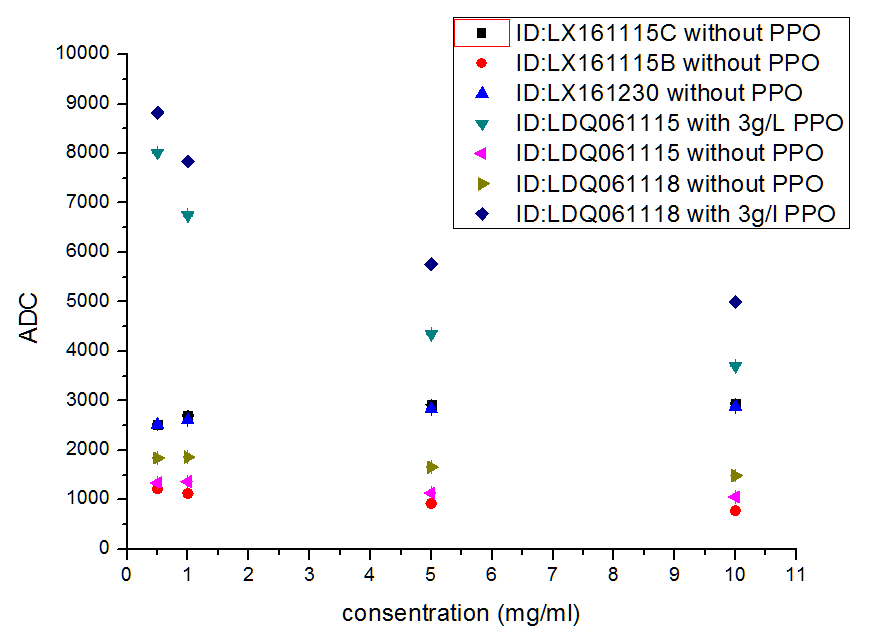 ID:LX161115C without PPO
ID:LX161115B without PPO
ID:LX161230 without PPO
ID:LDQ061115 with 3g/L PPO
ID:LDQ061115 without PPO
ID:LDQ061118 without PPO
ID:LDQ061118 with 3g/l PPO
10000
9000
8000
7000
6000
5000
4000
3000
2000
1000
0
ADC
0 1 2 3 4 5 6 7 8 9 10 11
consentration (mg/ml)